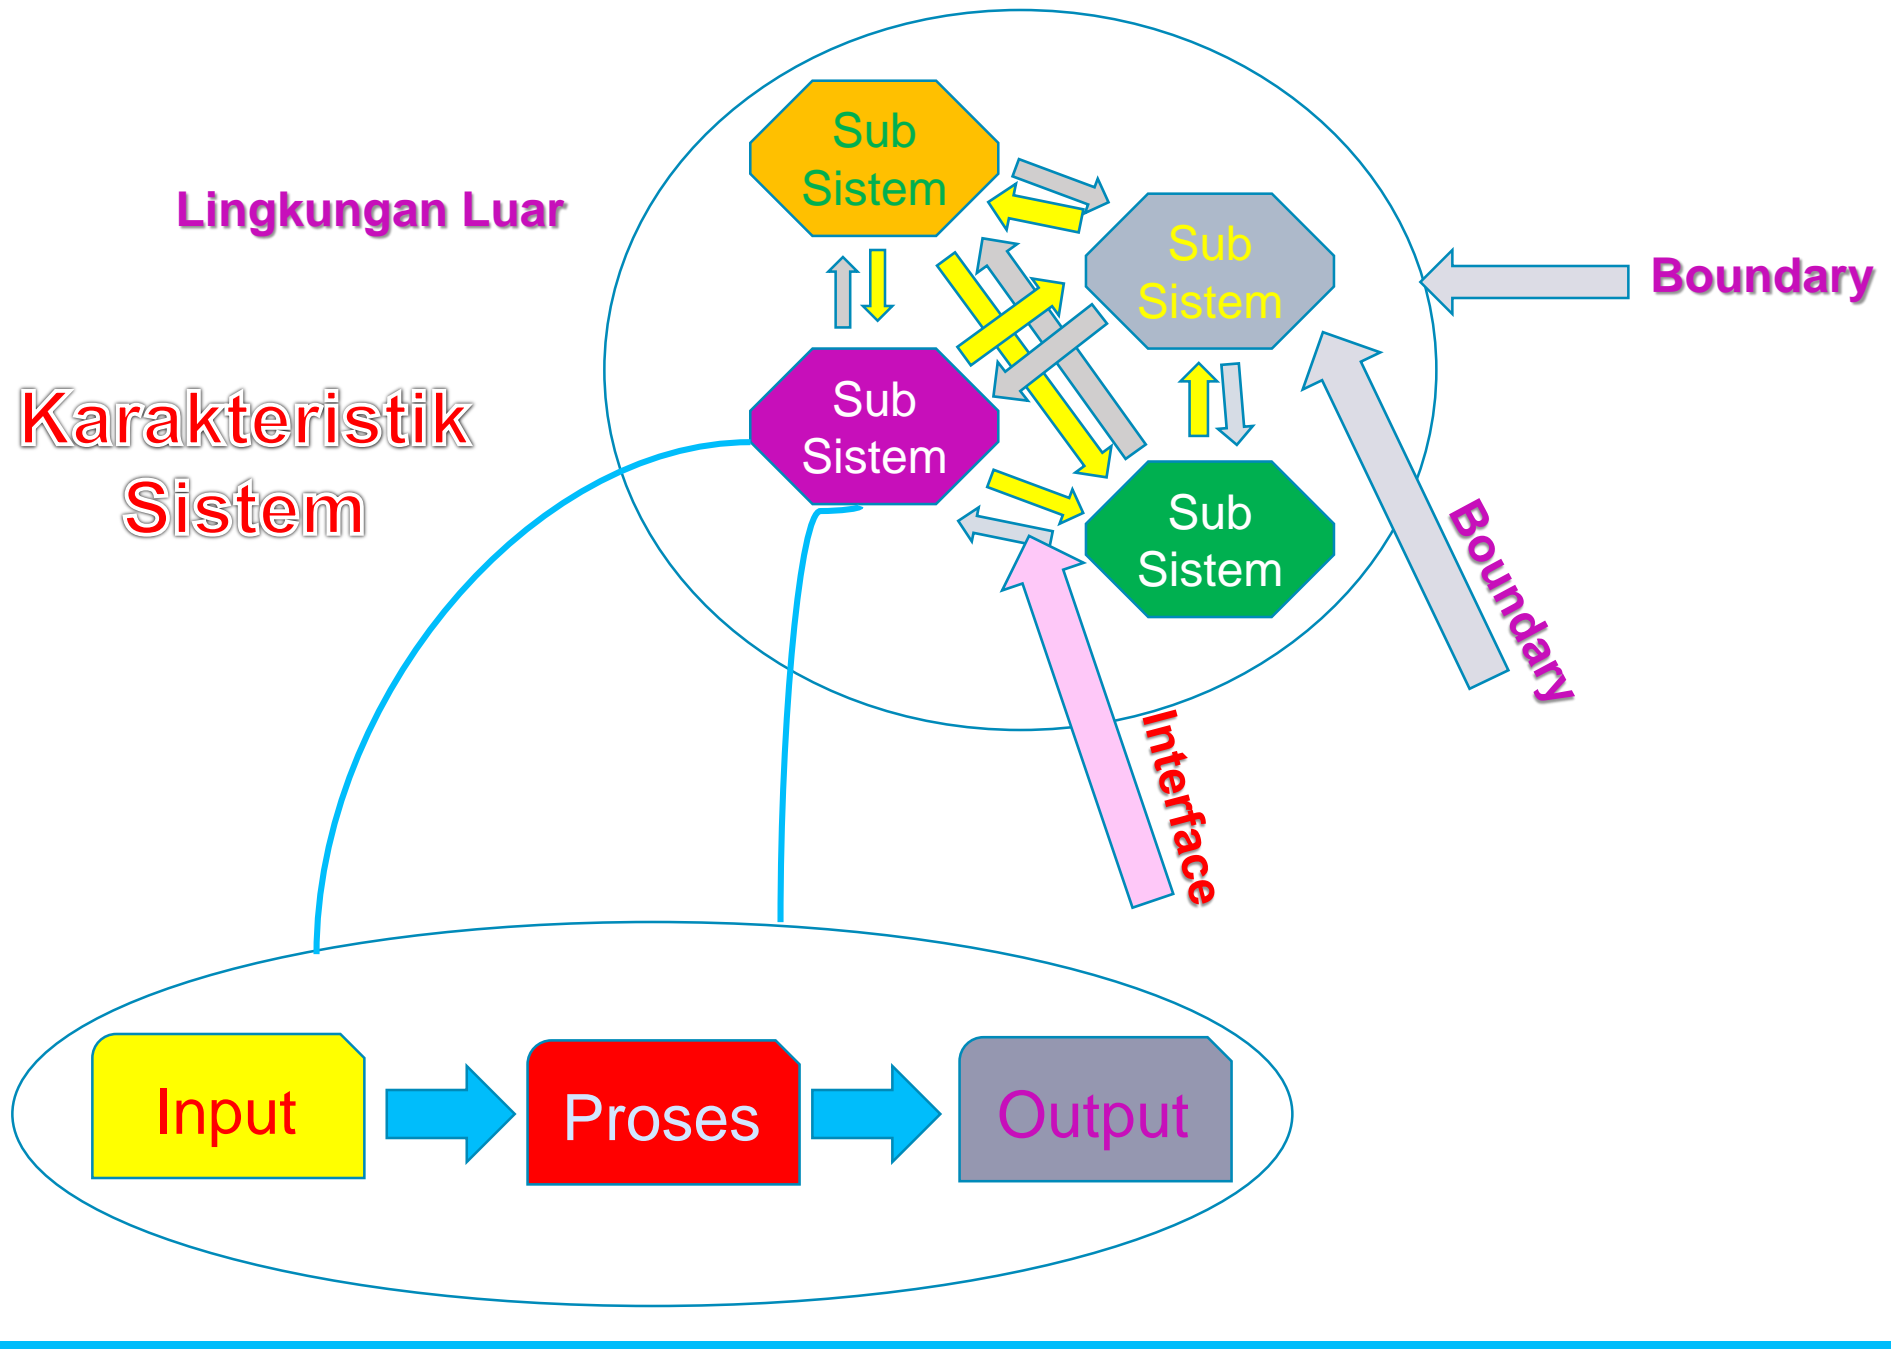 Sub
Sistem
Lingkungan Luar
Sub
Sistem
Boundary
Karakteristik
Sistem
Sub
Sistem
Sub
Sistem
Boundary
Interface
Input
Proses
Output